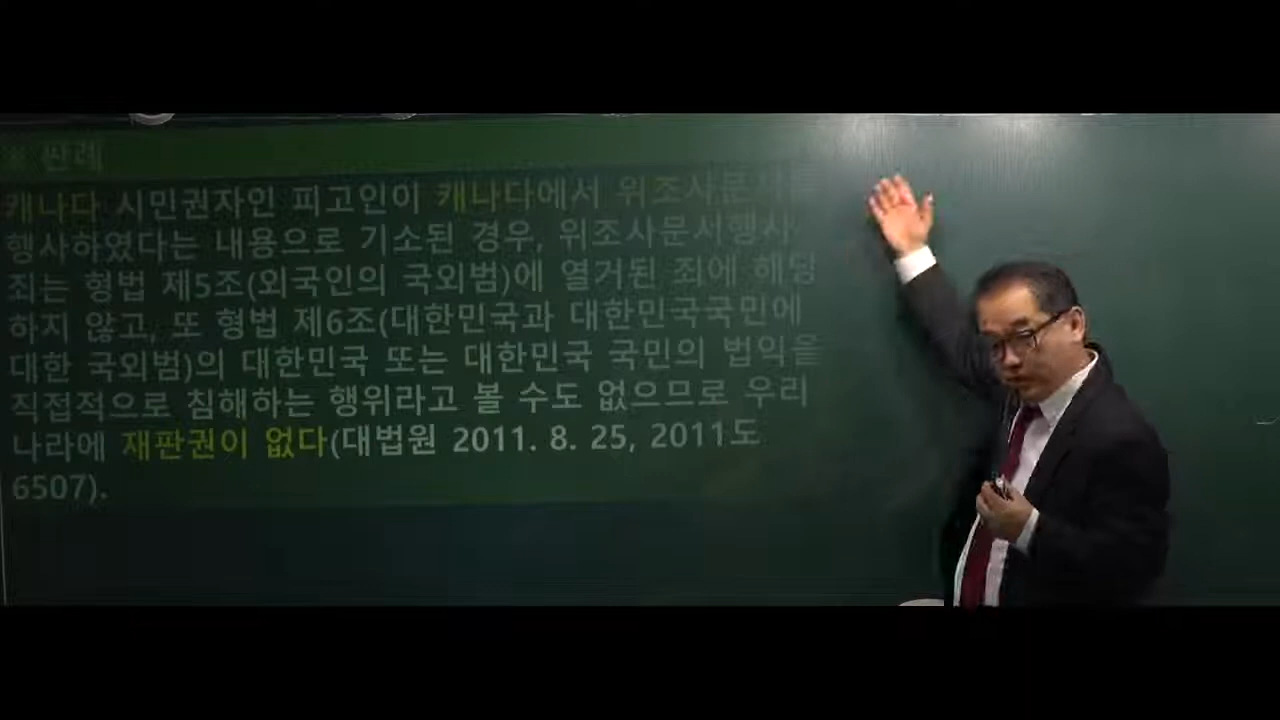 ※ 판례
캐나다 시민권자인 피고인이 캐나다에서 위조사문서를
행사하였다는 내용으로 기소된 경우, 위조사문서행사
죄는 형법 제5조(외국인의 국외범)에 열거된 죄에 해당
하지 않고, 또 형법 제6조(대한민국과 대한민국국민에
대한 국외범)의 대한민국 또는 대한민국 국민의 법익을
직접적으로 침해하는 행위라고 볼 수도 없으므로 우리
나라에 재판권이 없다(대법원 2011. 8. 25, 2011도
6507).